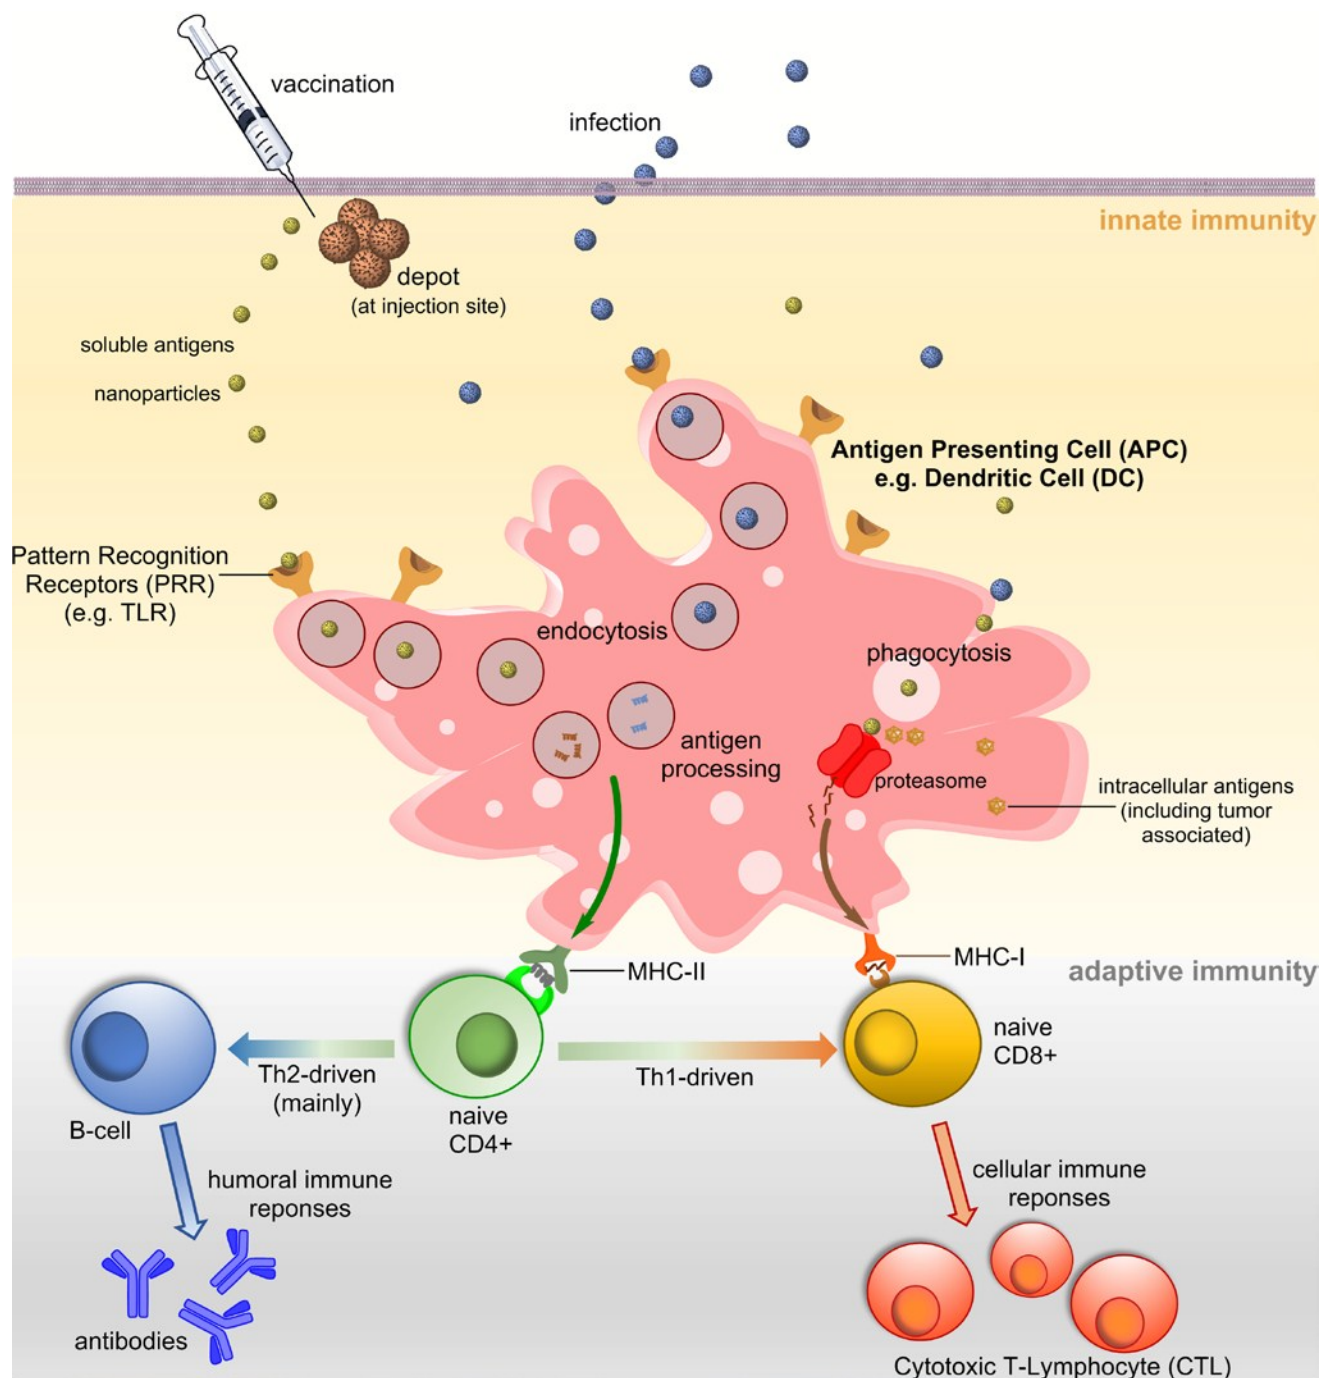 vaccination
infection
innate immunity
depot
(at injection site)
soluble antigens
nanoparticles
Antigen Presenting Cell (APC)
e.g. Dendritic Cell (DC)
Pattern Recognition
Receptors (PRR)
(e.g. TLR)
endocytosis
phagocytosis
antigen
processing
proteasome
intracellular antigens
(including tumor
associated)
MHC-II
MHC-I
adaptive immunity
naive
CD8+
Th2-driven
(mainly)
Th1-driven
B-cell
naive
CD4+
humoral immune
reponses
cellular immune
reponses
antibodies
Cytotoxic T-Lymphocyte (CTL)